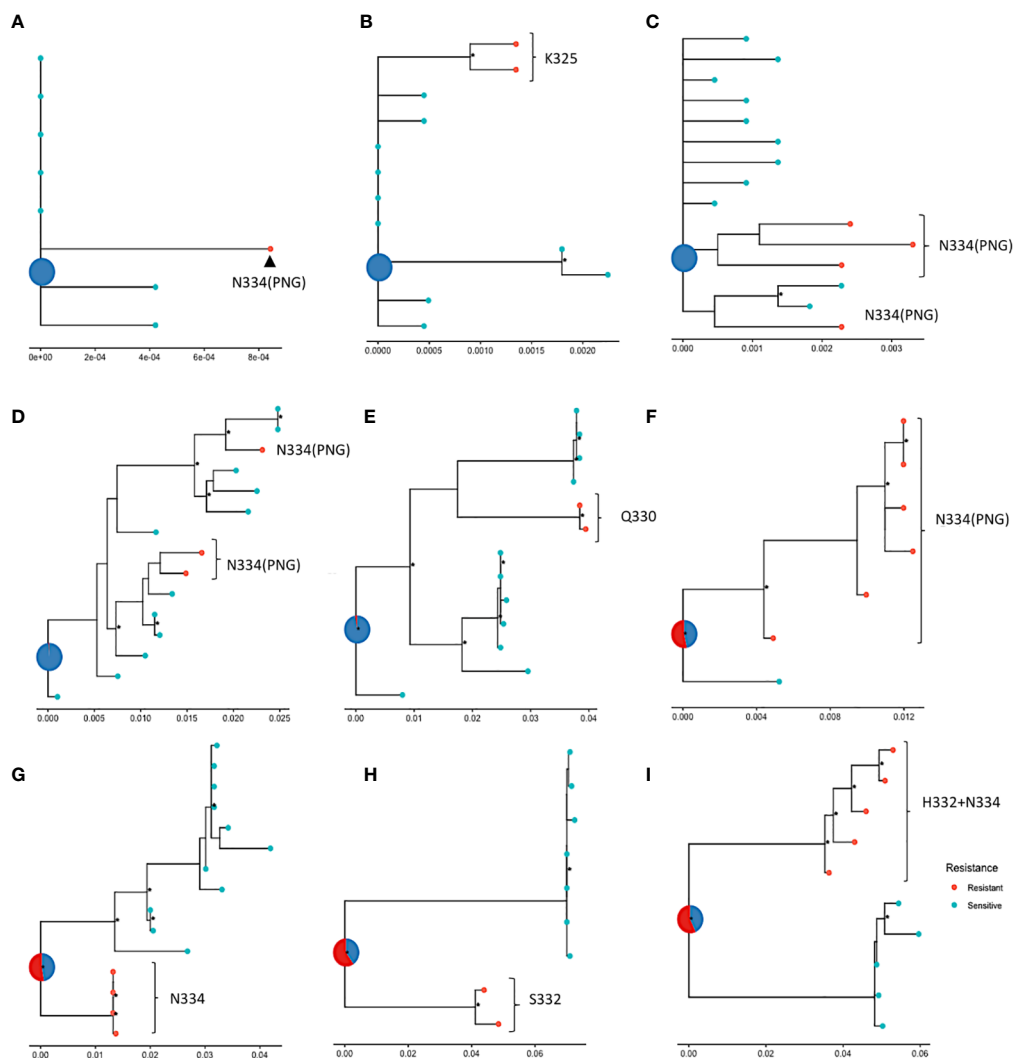 A
B
C
K325
N334(PNG)
N334(PNG)
N334(PNG)
0e+00 2e-04 4e-04 6e-04 8e-04
0.0000 0.0005 0.0010 0.0015 0.0020
0.000 0.001 0.002 0.003
D
E
F
N334(PNG)
Q330
N334(PNG)
N334(PNG)
0.000 0.005 0.010 0.015 0.020 0.025
0.00 0.01 0.02 0.03 0.04
0.000 0.004 0.008 0.012
G
H
I
H332+N334
Resistance
Resistant
Sensitive
N334
S332
0.00 0.01 0.02 0.03 0.04
0.00 0.02 0.04 0.06
0.00 0.02 0.04 0.06